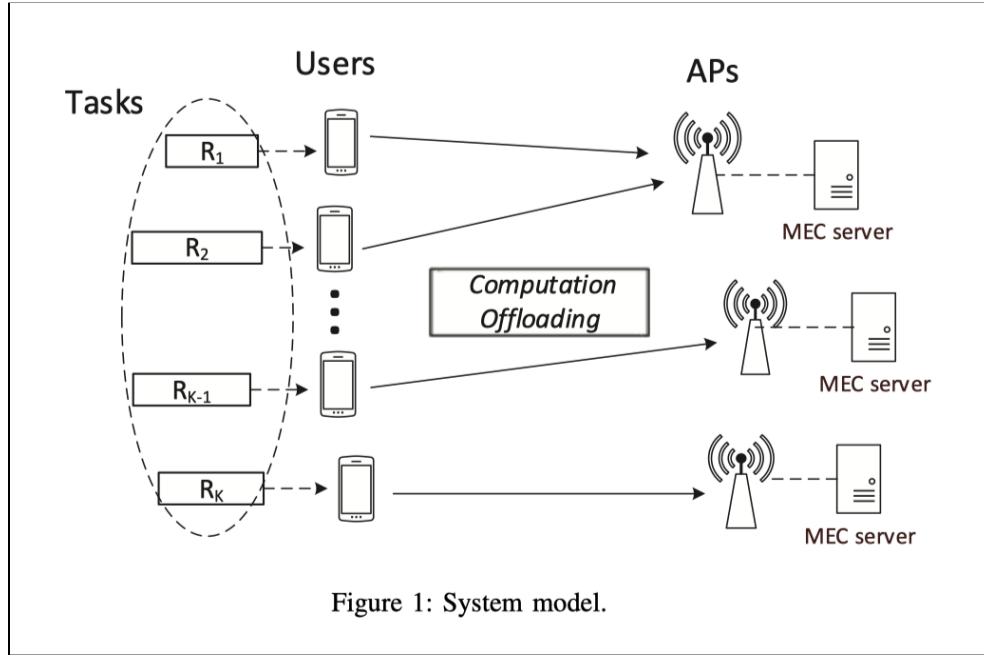 Users
APs
Tasks
R1
R2
MEC server
Computation
Offloading
RK-1
MEC server
RK
MEC server
Figure 1: System model.